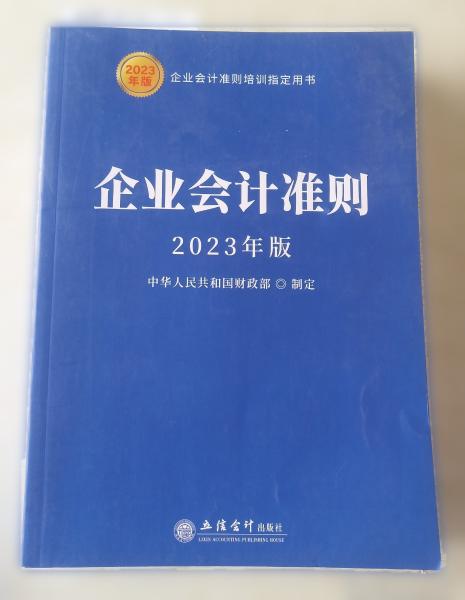 2023
年版
企业会计准则培训指定用书
企业会计准则
2023年版
中华人民共和国财政部 ◎ 制定
立信会计出版社
LIXIN ACCOUNTING PUBLISHING HOUSE